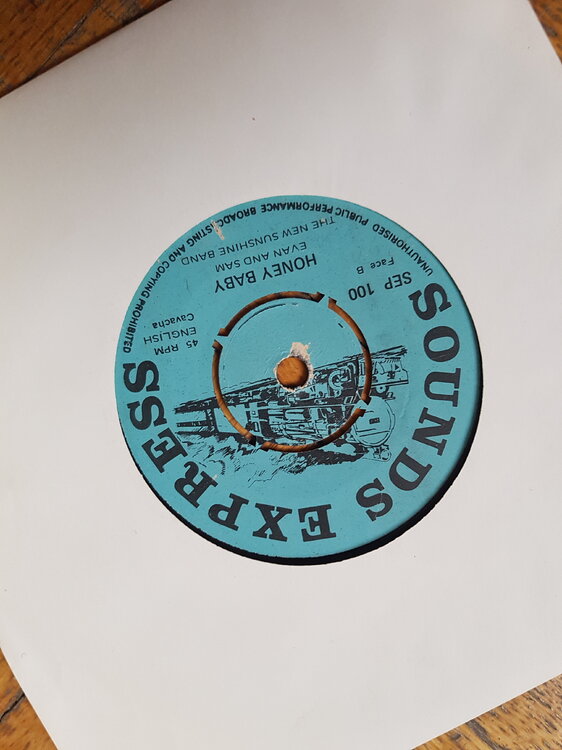 SOUNDS EXPRESS
SEP 100
Face B
45 RPM
ENGLISH
Cavacha
HONEY BABY
EVAN AND SAM
THE NEW SUNSHINE BAND
UNAUTHORISED PUBLIC PERFORMANCE BROADCASTING AND COPYING PROHIBITED